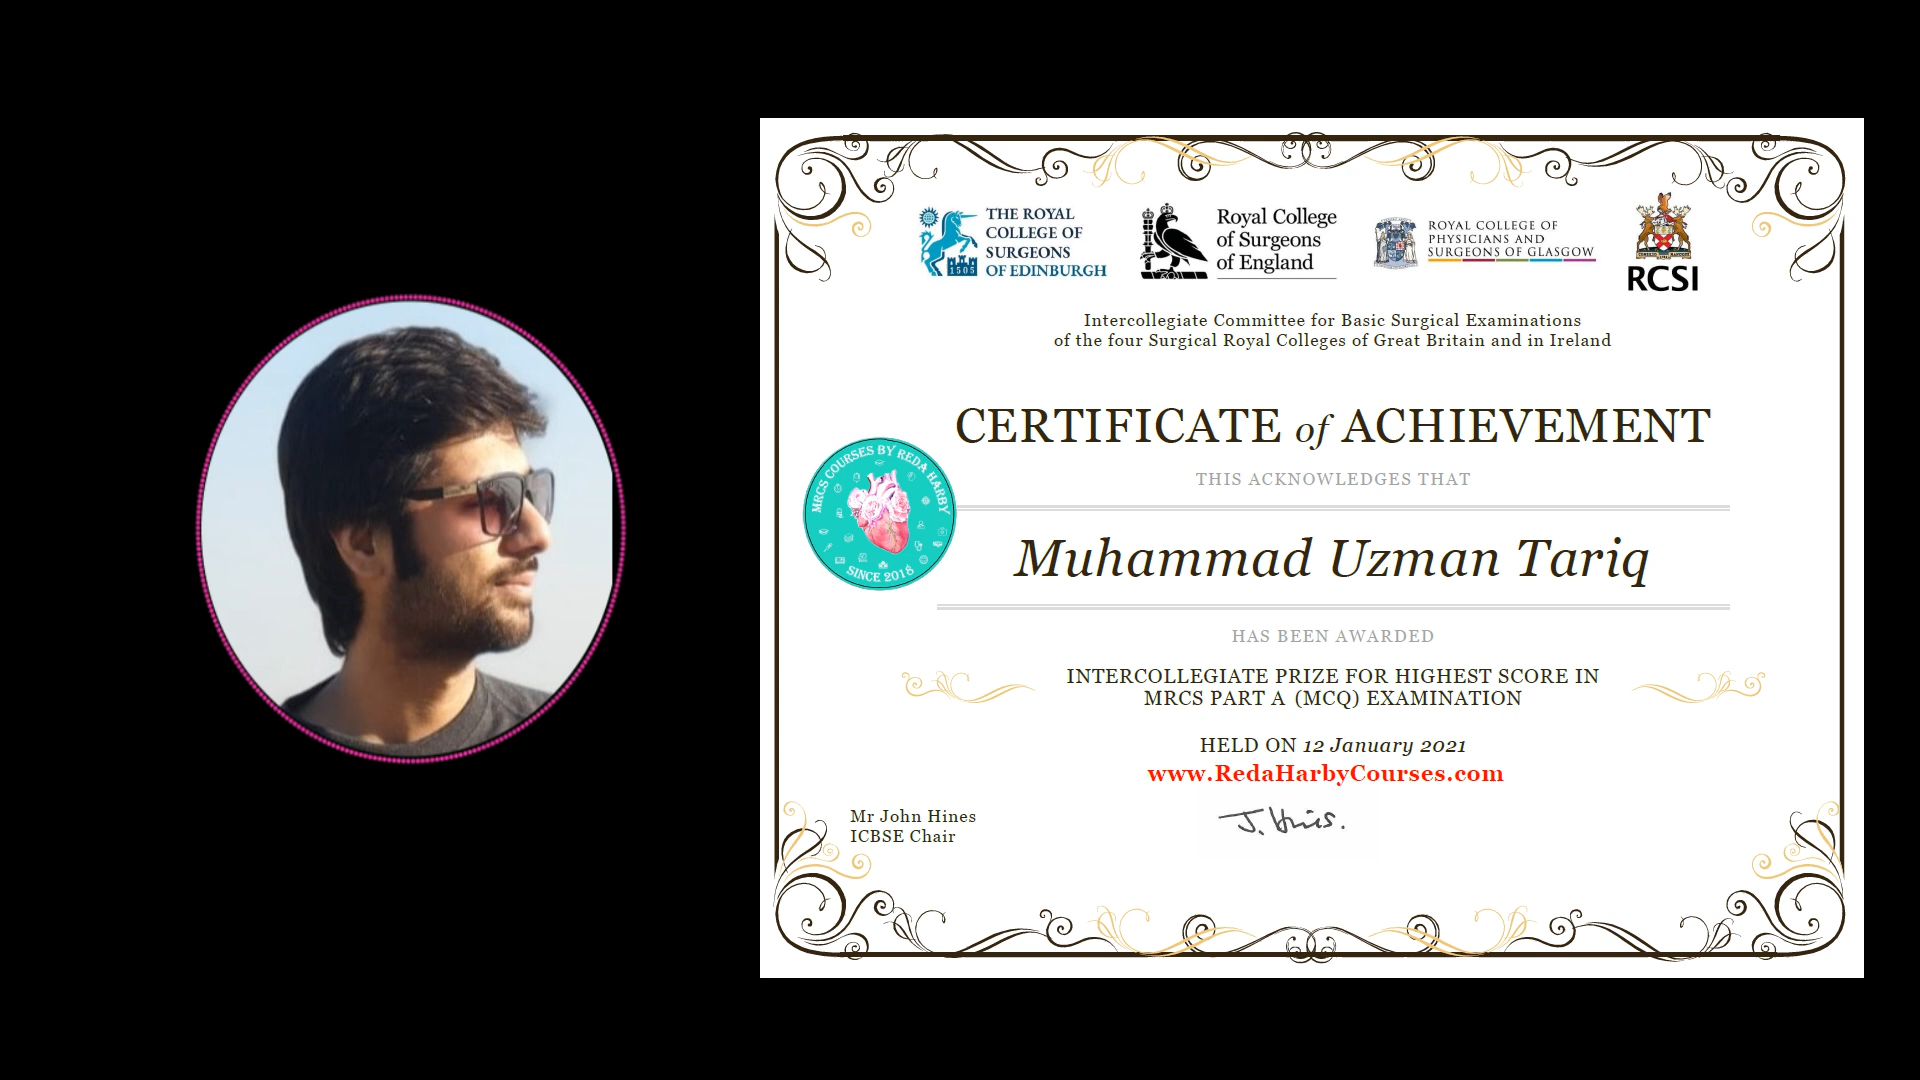 THE ROYAL
COLLEGE OF
SURGEONS
OF EDINBURGH
1505
Royal College
of Surgeons
of England
ROYAL COLLEGE OF
PHYSICIANS AND
SURGEONS OF GLASGOW
RCSI
Intercollegiate Committee for Basic Surgical Examinations
of the four Surgical Royal Colleges of Great Britain and in Ireland
CERTIFICATE of ACHIEVEMENT
THIS ACKNOWLEDGES THAT
MRCS COURSES BY REDA HARBY
SINCE 2018
Muhammad Uzman Tariq
HAS BEEN AWARDED
INTERCOLLEGIATE PRIZE FOR HIGHEST SCORE IN
MRCS PART A (MCQ) EXAMINATION
HELD ON 12 January 2021
www.RedaHarbyCourses.com
Mr John Hines
ICBSE Chair
J. Hines.